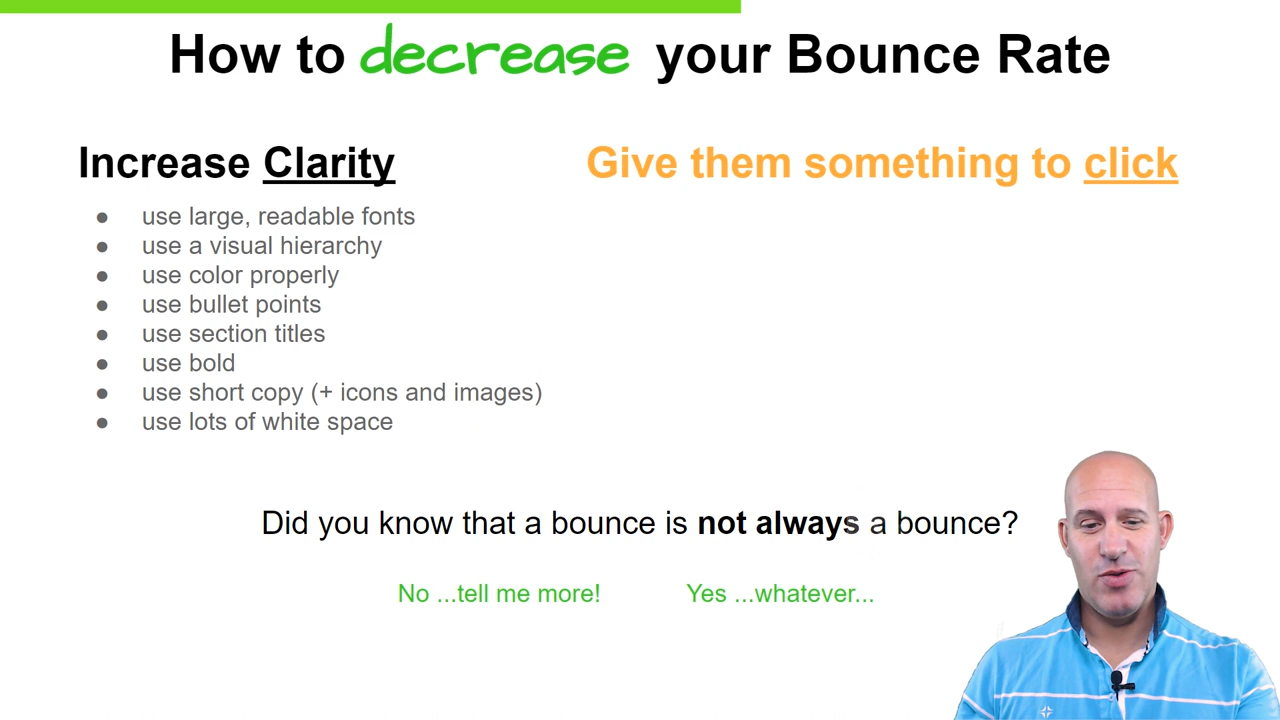 How to decrease your Bounce Rate
Increase Clarity
● use large, readable fonts
● use a visual hierarchy
● use color properly
● use bullet points
● use section titles
● use bold
● use short copy (+ icons and images)
● use lots of white space
Give them something to click
Did you know that a bounce is not always a bounce?
No ...tell me more!
Yes ...whatever...